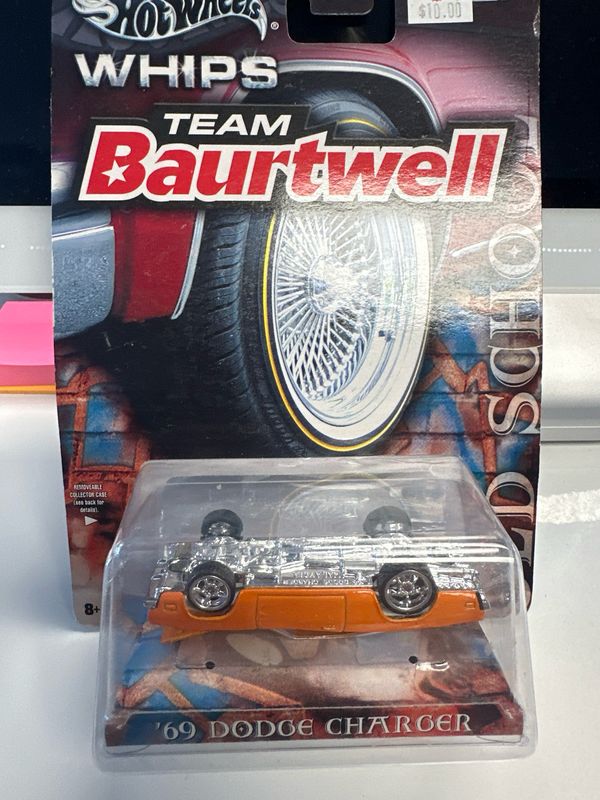 $10.00
Hot Wheels®
WHIPS
TEAM
Baurtwell
OLD SCHOOL
REMOVEABLE
COLLECTOR CASE
(see back for
details).
8+
'69 DODGE CHARGER